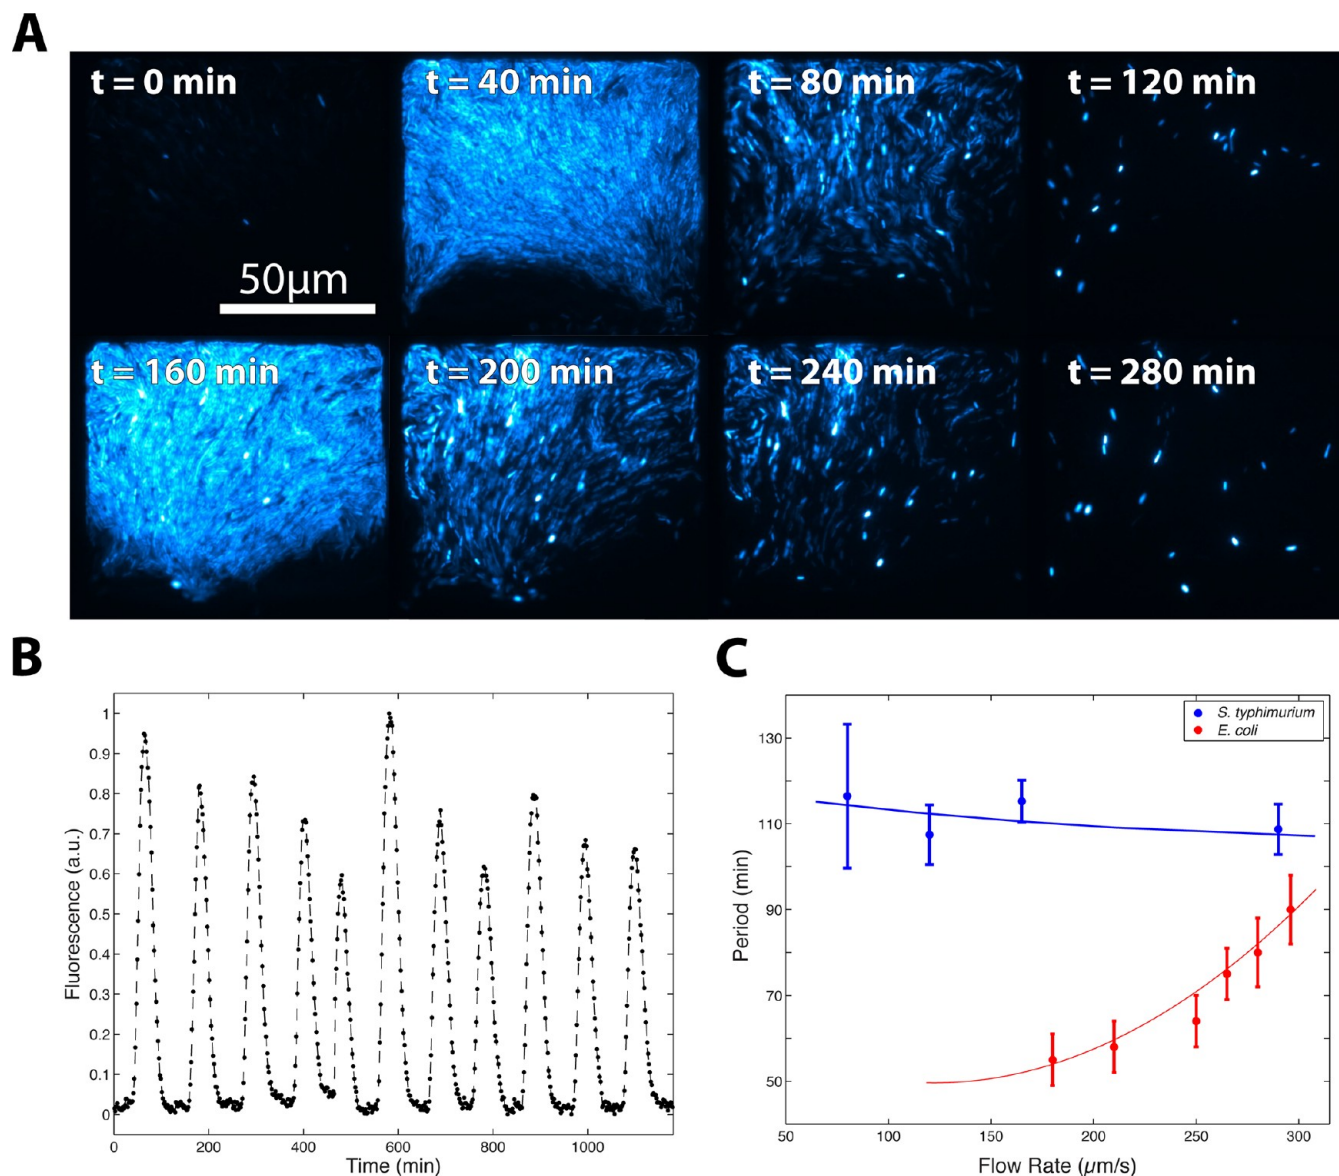 A
t = 0 min
t = 40 min
t = 80 min
t = 120 min
50μm
t = 160 min
t = 200 min
t = 240 min
t = 280 min
B
1
0.9
0.8
0.7
0.6
0.5
0.4
0.3
0.2
0.1
0
Fluorescence (a.u.)
0 200 400 600 800 1000
Time (min)
C
S. typhimurium
E. coli
130
110
90
70
50
Period (min)
50 100 150 200 250 300
Flow Rate (μm/s)